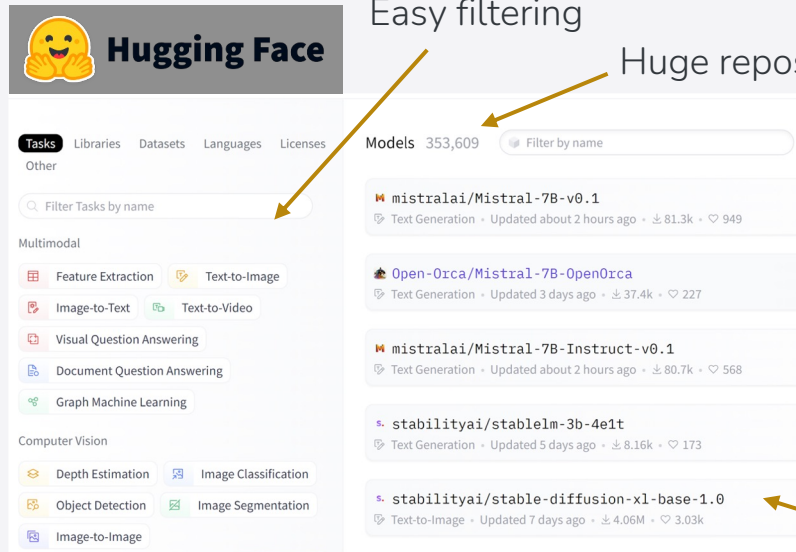 Easy filtering
Hugging Face
Huge
Tasks Libraries Datasets Languages Licenses
Other
Filter Tasks by name
Multimodal
Feature Extraction Text-to-Image
Image-to-Text Text-to-Video
Visual Question Answering
Document Question Answering
Graph Machine Learning
Computer Vision
Depth Estimation Image Classification
Object Detection Image Segmentation
Image-to-Image
Models 353,609 Filter by name
mistralai/Mistral-7B-v0.1
Text Generation • Updated about 2 hours ago • 81.3k • 949
Open-Orca/Mistral-7B-OpenOrca
Text Generation • Updated 3 days ago • 37.4k • 227
mistralai/Mistral-7B-Instruct-v0.1
Text Generation • Updated about 2 hours ago • 80.7k • 568
s. stabilityai/stablelm-3b-4e1t
Text Generation • Updated 5 days ago • 8.16k • 173
s. stabilityai/stable-diffusion-xl-base-1.0
Text-to-Image • Updated 7 days ago • 4.06M • 3.03k